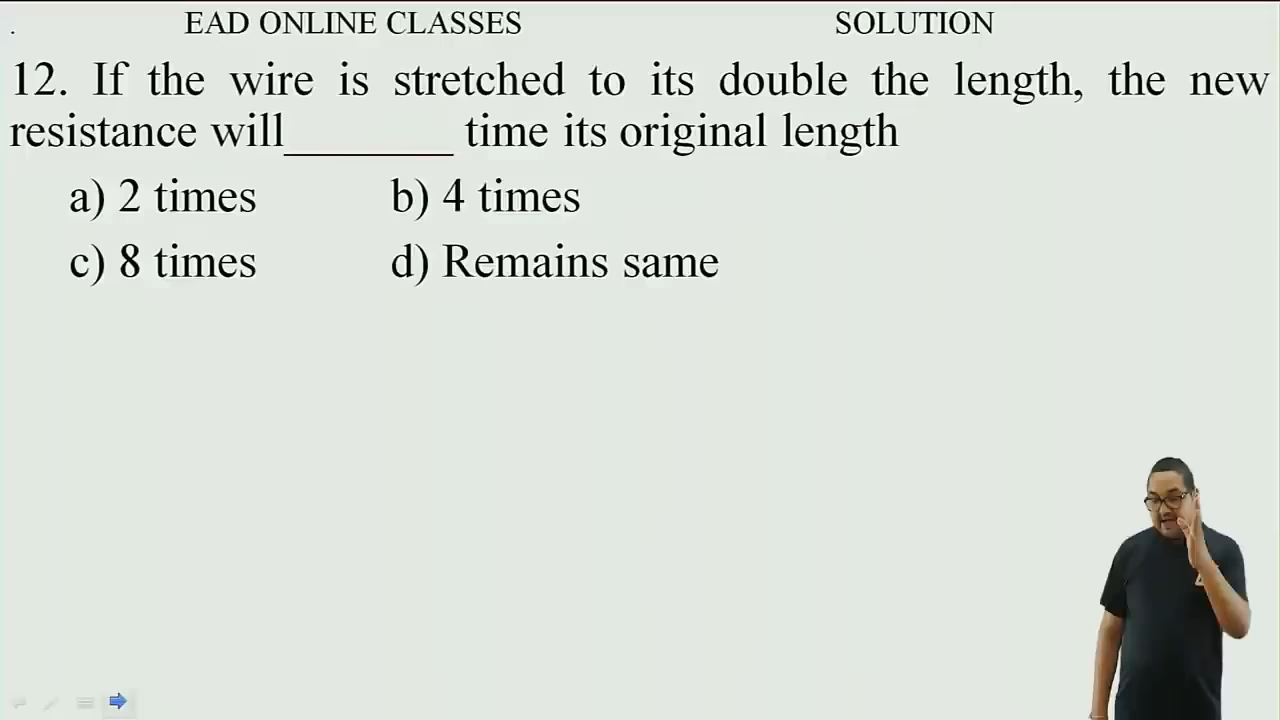 EAD ONLINE CLASSES SOLUTION
12. If the wire is stretched to its double the length, the new
resistance will_______ time its original length
a) 2 times b) 4 times
c) 8 times d) Remains same